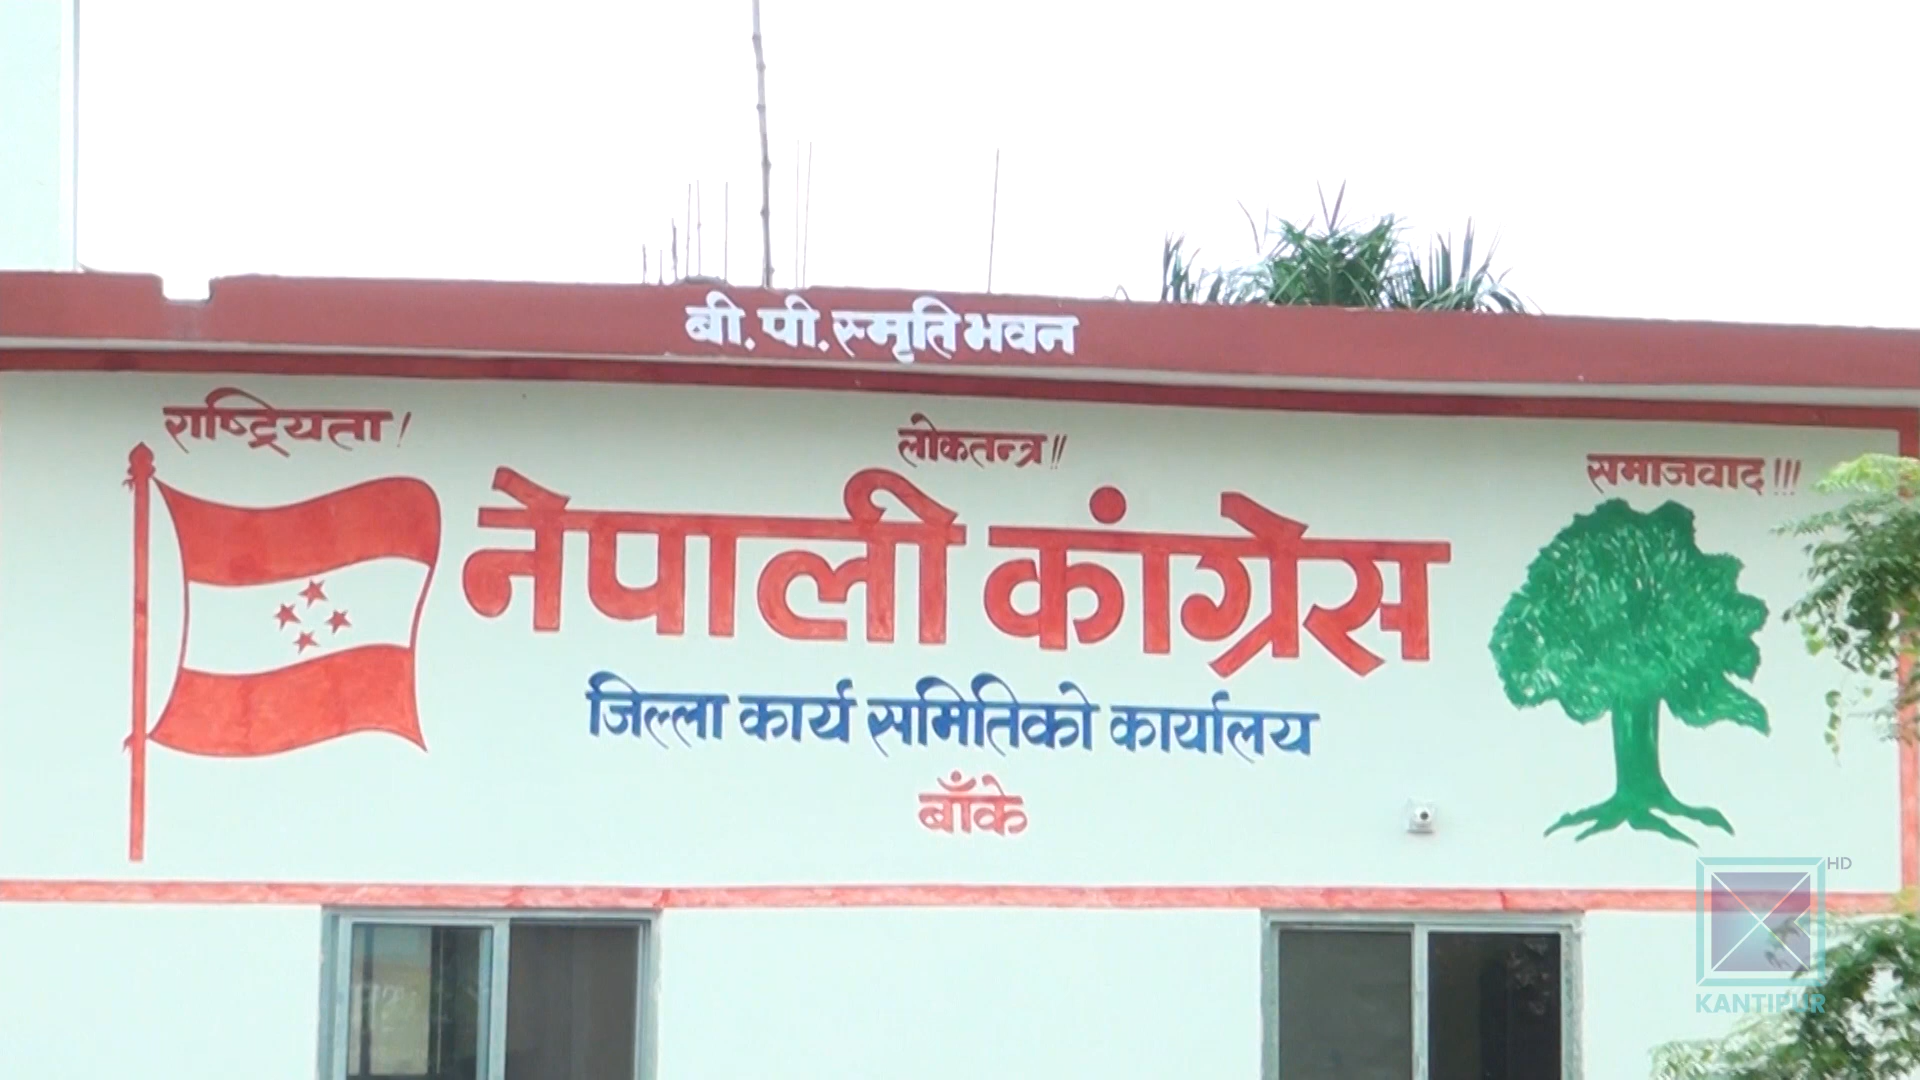 बी. पी. स्मृति भवन
राष्ट्रियता!
लोकतन्त्र!!
समाजवाद!!!
नेपाली कांग्रेस
जिल्ला कार्य समितिको कार्यालय
बाँके
HD
KANTIPUR